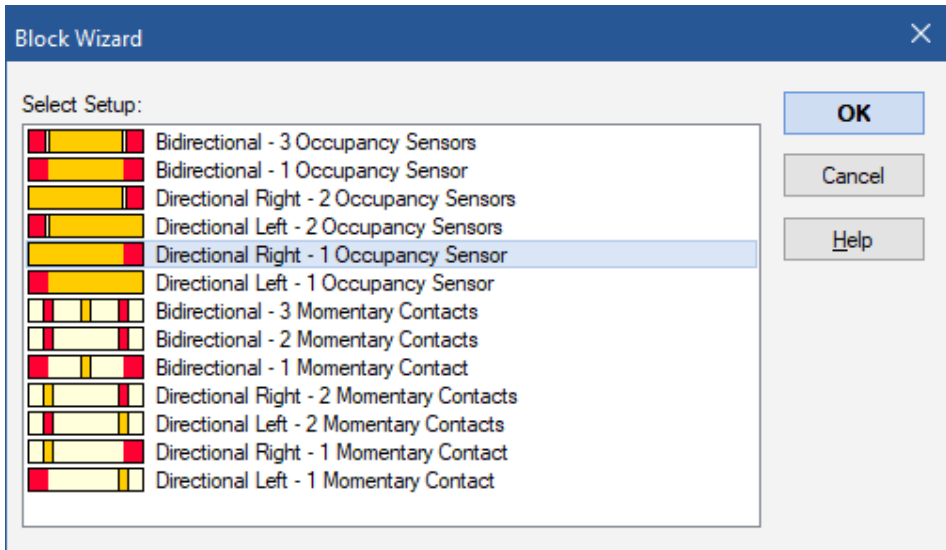 Block Wizard
Select Setup:
Bidirectional - 3 Occupancy Sensors
Bidirectional - 1 Occupancy Sensor
Directional Right - 2 Occupancy Sensors
Directional Left - 2 Occupancy Sensors
Directional Right - 1 Occupancy Sensor
Directional Left - 1 Occupancy Sensor
Bidirectional - 3 Momentary Contacts
Bidirectional - 2 Momentary Contacts
Bidirectional - 1 Momentary Contact
Directional Right - 2 Momentary Contacts
Directional Left - 2 Momentary Contacts
Directional Right - 1 Momentary Contact
Directional Left - 1 Momentary Contact
OK
Cancel
Help